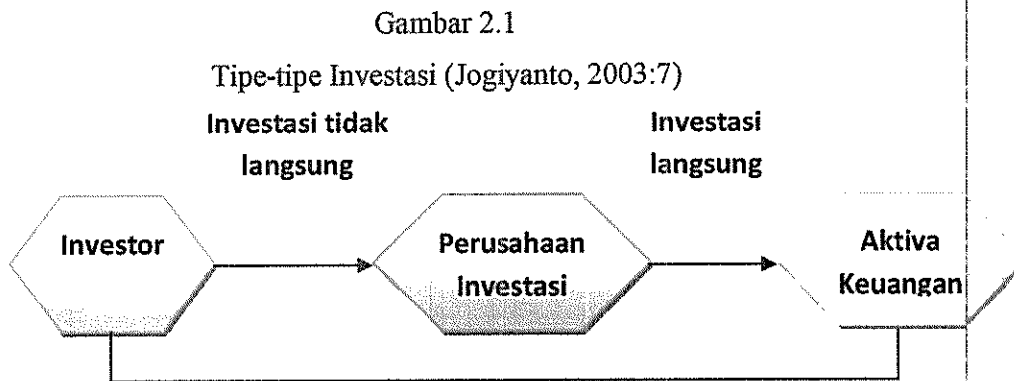 Gambar 2.1
Tipe-tipe Investasi (Jogiyanto, 2003:7)
Investasi tidak
langsung
Investasi
langsung
Investor
Perusahaan
Investasi
Aktiva
Keuangan